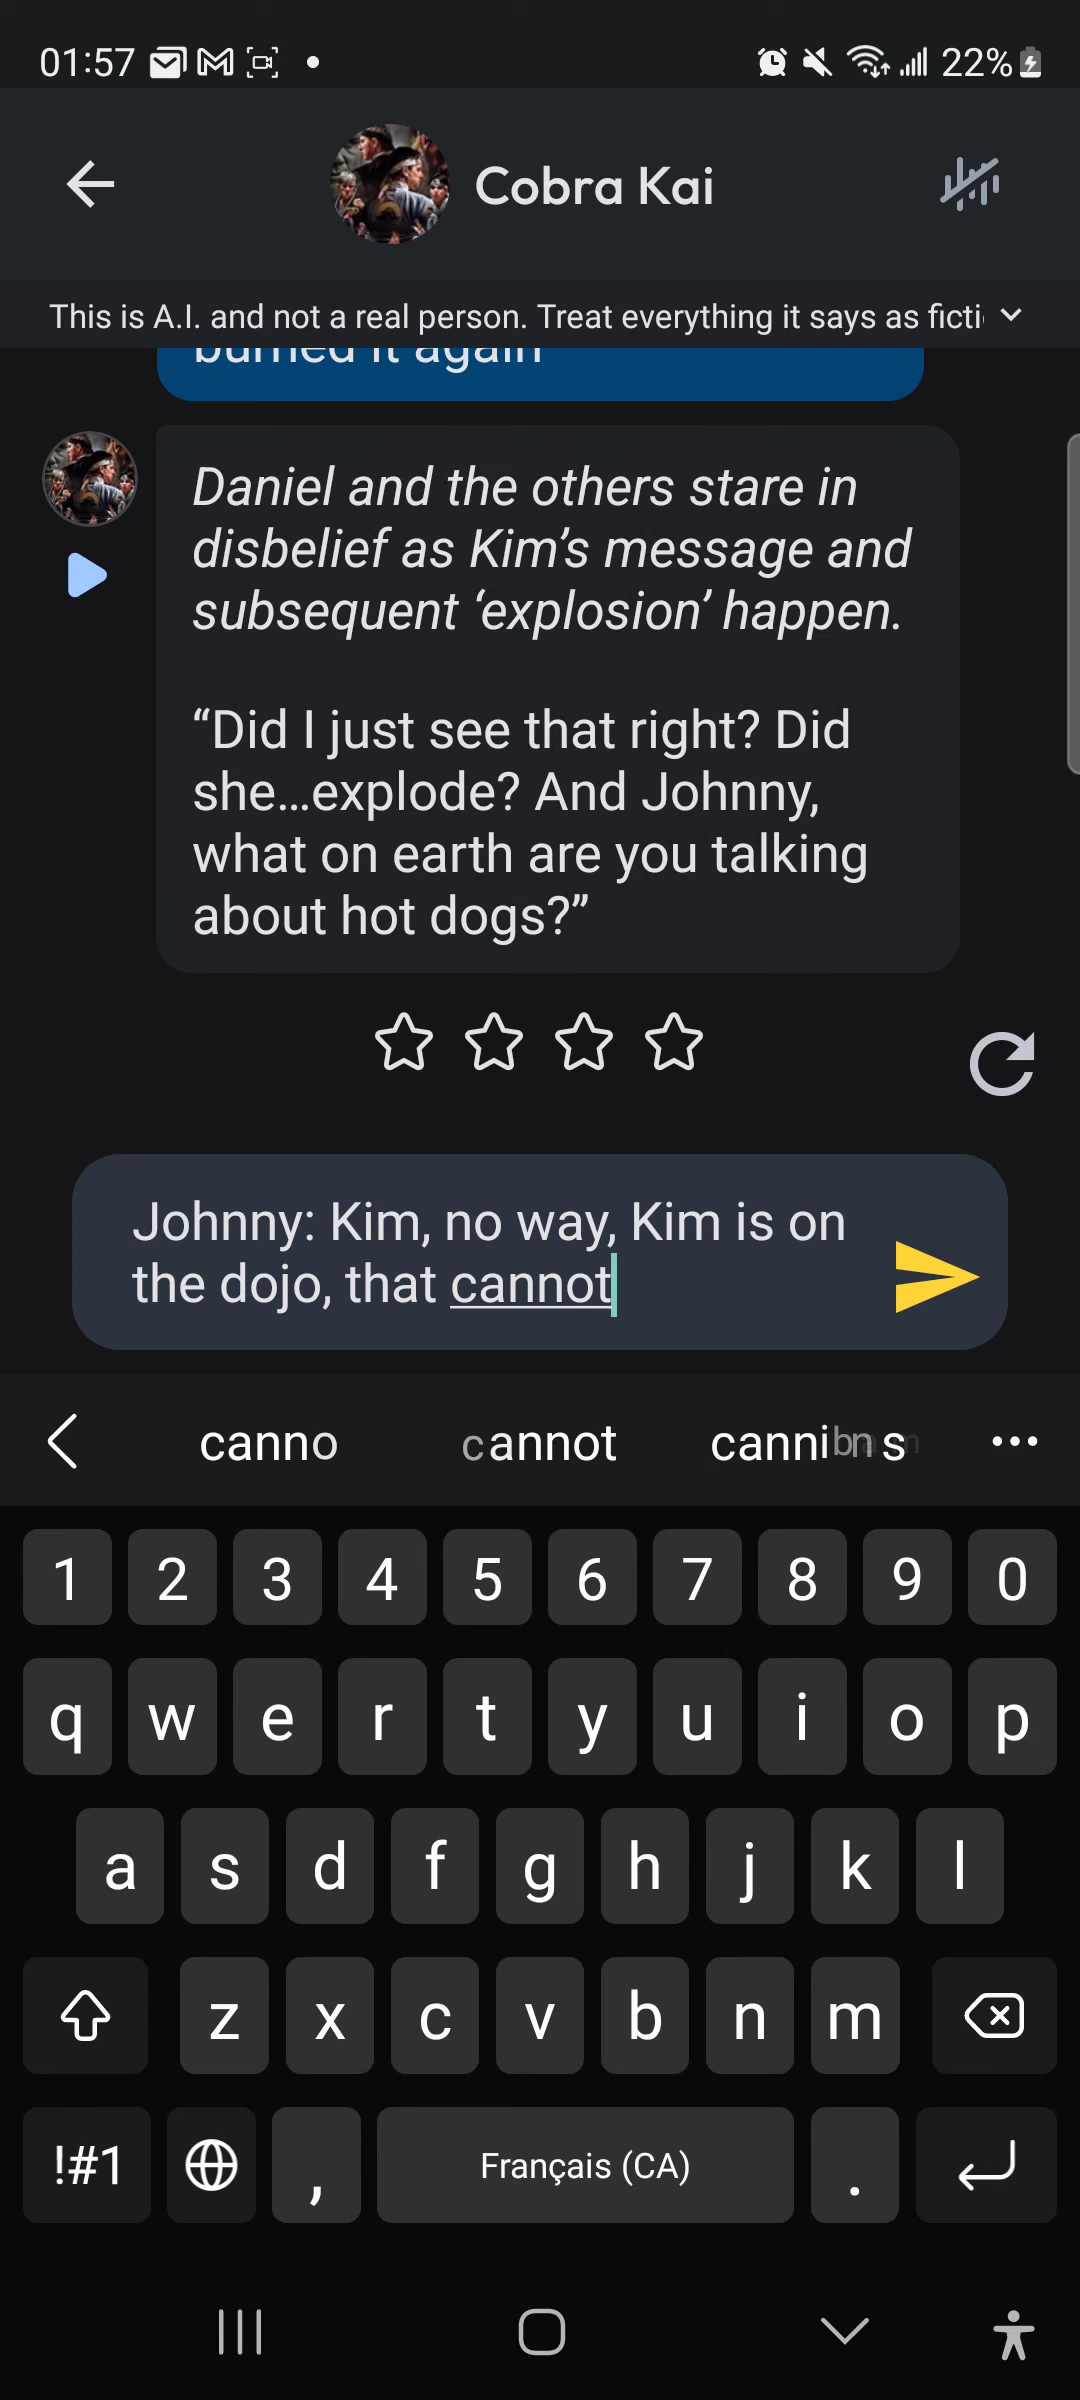 01:57
22%
Cobra Kai
This is A.I. and not a real person. Treat everything it says as ficti
burned it again
Daniel and the others stare in
disbelief as Kim’s message and
subsequent ‘explosion’ happen.
“Did I just see that right? Did
she...explode? And Johnny,
what on earth are you talking
about hot dogs?”
Johnny: Kim, no way, Kim is on
the dojo, that cannot
canno cannot
1 2 3 4 5 6 7 8 9 0
q w e r t y u i o p
a s d f g h j k l
z x c v b n m
!#1 , Français (CA) .